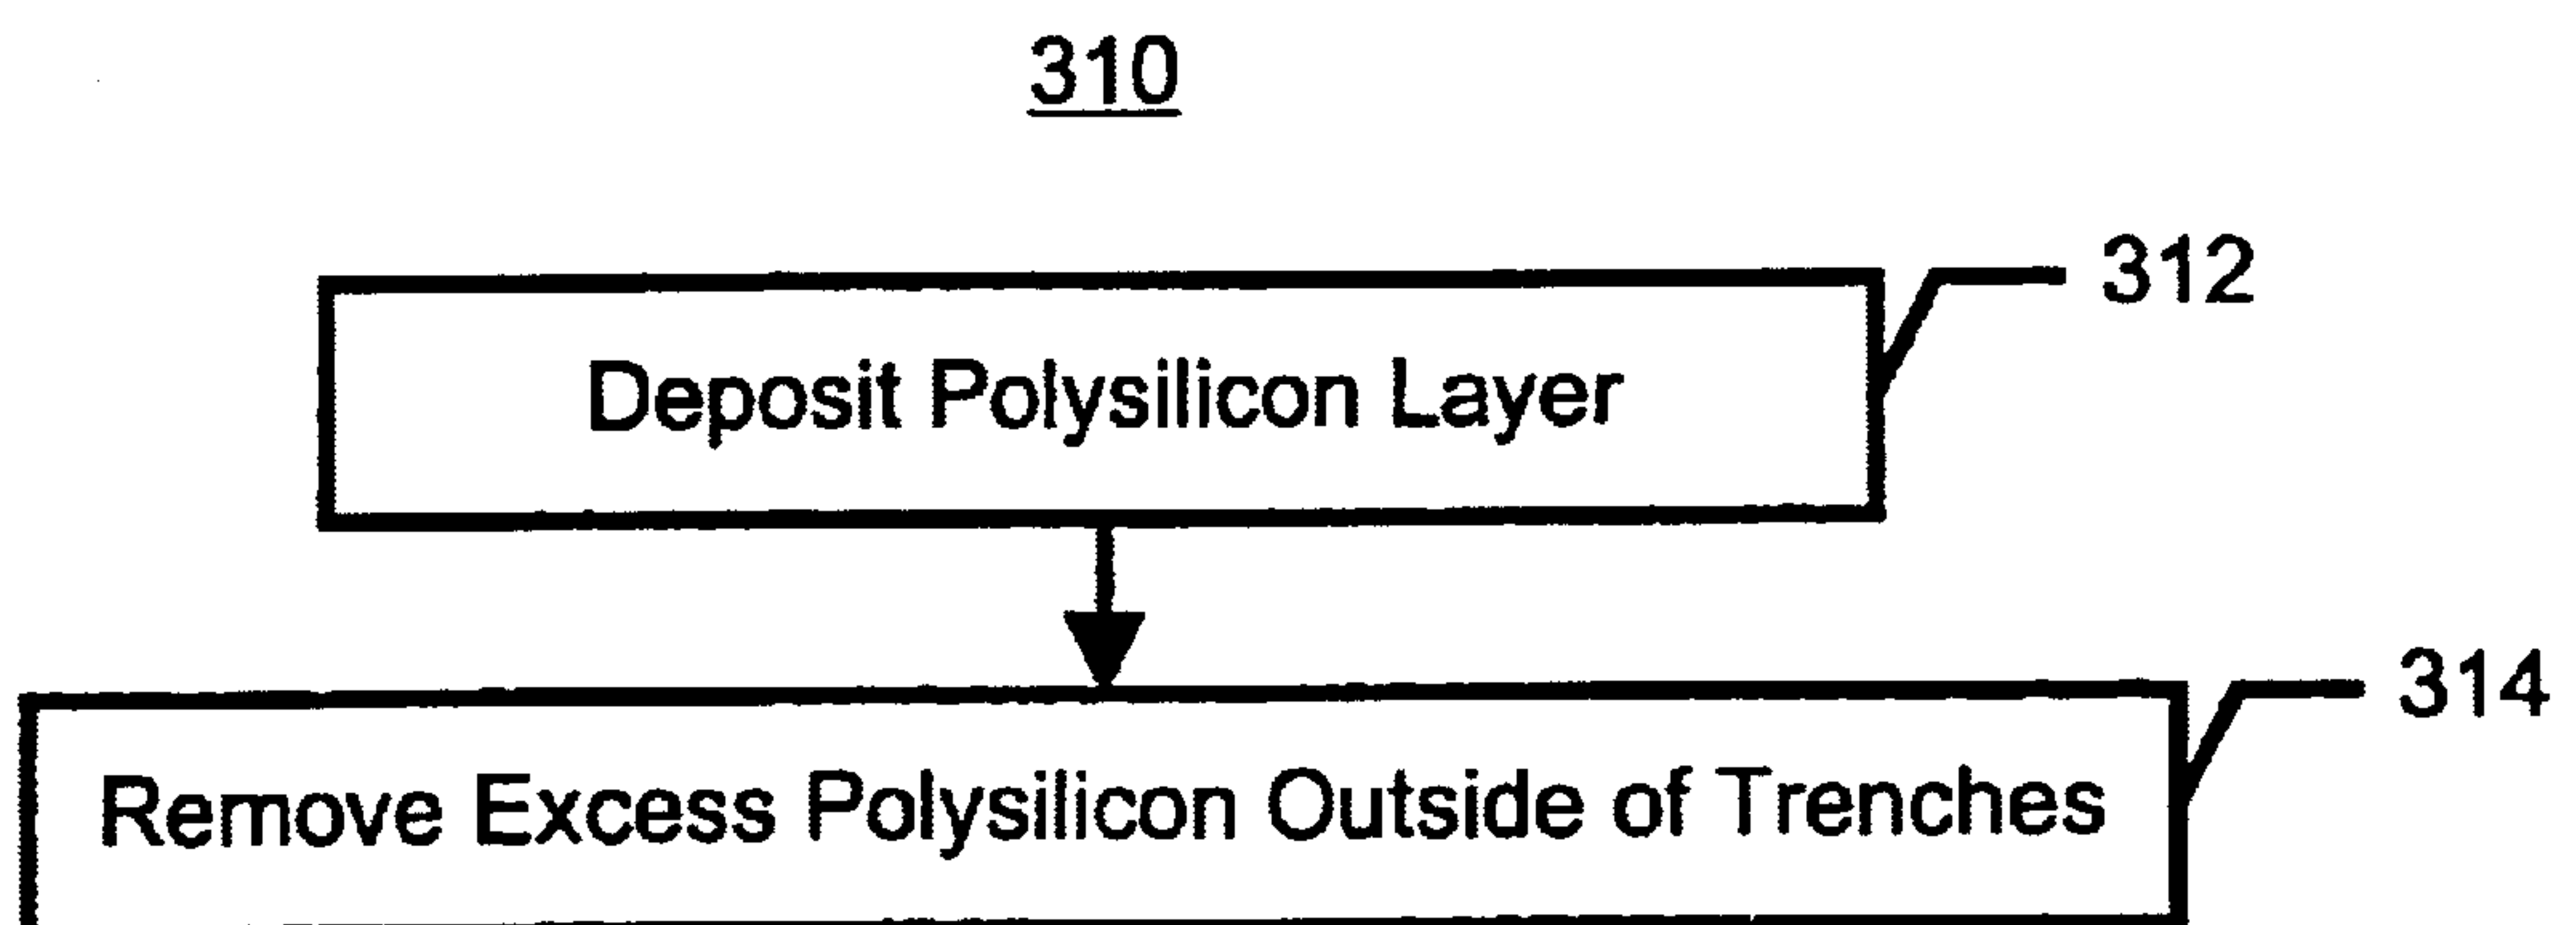 310
312
Deposit Polysilicon Layer
314
Remove Excess Polysilicon Outside of Trenches